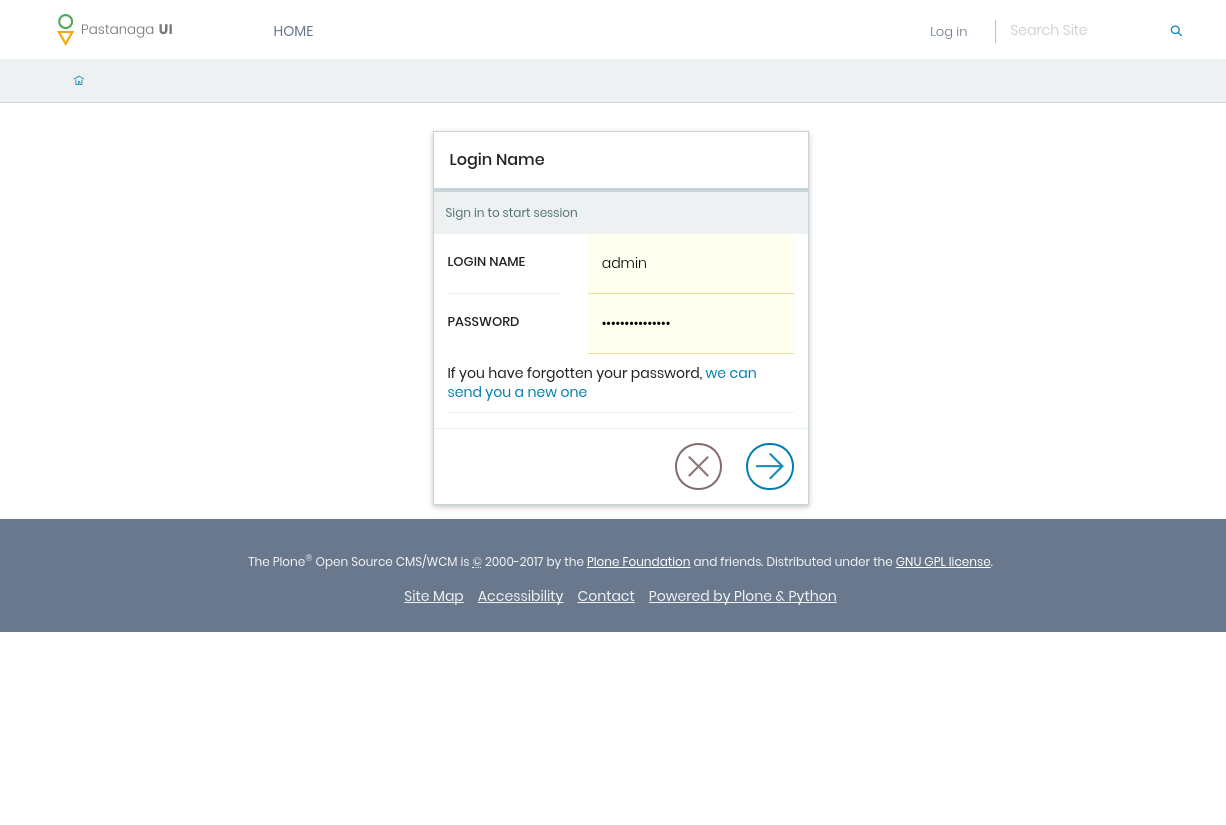 Pastanaga UI
HOME
Log in
Search Site
Login Name
Sign in to start session
LOGIN NAME
admin
PASSWORD
•••••••••••••••
If you have forgotten your password, we can
send you a new one
The Plone® Open Source CMS/WCM is © 2000-2017 by the Plone Foundation and friends. Distributed under the GNU GPL license.
Site Map Accessibility Contact Powered by Plone & Python